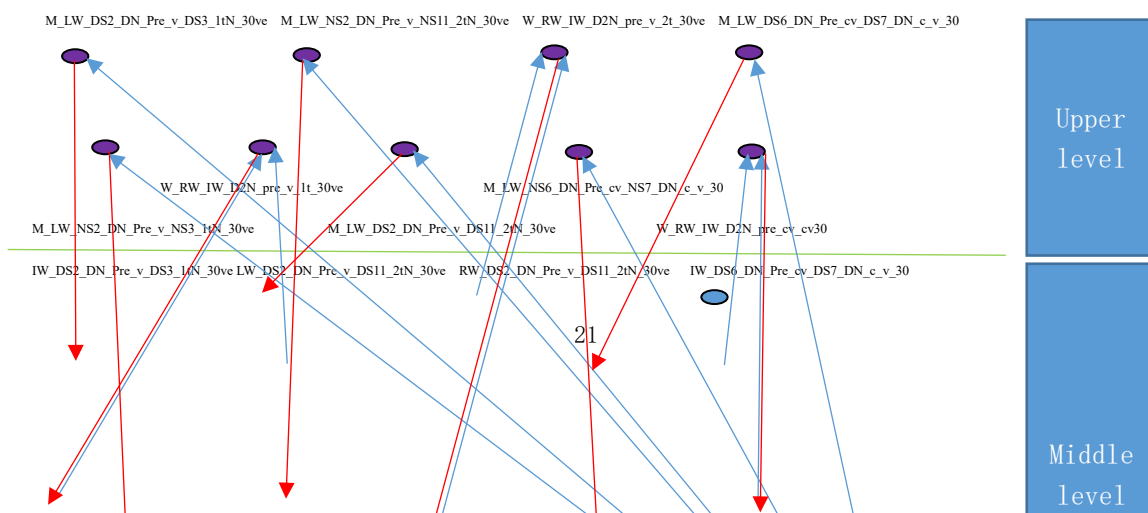 M_LW_DS2_DN_Pre_v_DS3_1tN_30ve M_LW_NS2_DN_Pre_v_NS11_2tN_30ve W_RW_IW_D2N_pre_v_2t_30ve M_LW_DS6_DN_Pre_cv_DS7_DN_c_v_30
Upper
level
W_RW_IW_D2N_pre_v_1t_30ve M_LW_NS6_DN_Pre_cv_NS7_DN_c_v_30
M_LW_NS2_DN_Pre_v_NS3_1tN_30ve M_LW_DS2_DN_Pre_v_DS11_2tN_30ve W_RW_IW_D2N_pre_cv_cv30
IW_DS2_DN_Pre_v_DS3_1tN_30ve LW_DS2_DN_Pre_v_DS11_2tN_30ve RW_DS2_DN_Pre_v_DS11_2tN_30ve IW_DS6_DN_Pre_cv_DS7_DN_c_v_30
21
Middle
level